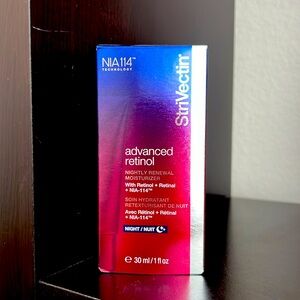 NIA114™
TECHNOLOGY
StriVectin®
advanced
retinol
NIGHTLY RENEWAL
MOISTURIZER
With Retinol + Retinal
+ NIA-114™
SOIN HYDRATANT
RETEXTURISANT DE NUIT
Avec Rétinol + Rétinal
+ NIA-114™
NIGHT / NUIT
℮ 30 ml / 1 fl oz